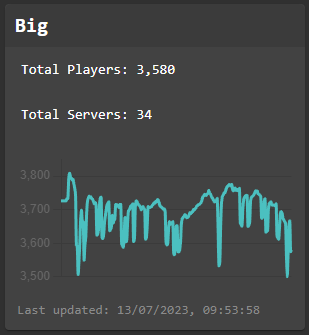 Big
Total Players: 3,580
Total Servers: 34
3,800
3,700
3,600
3,500
Last updated: 13/07/2023, 09:53:58